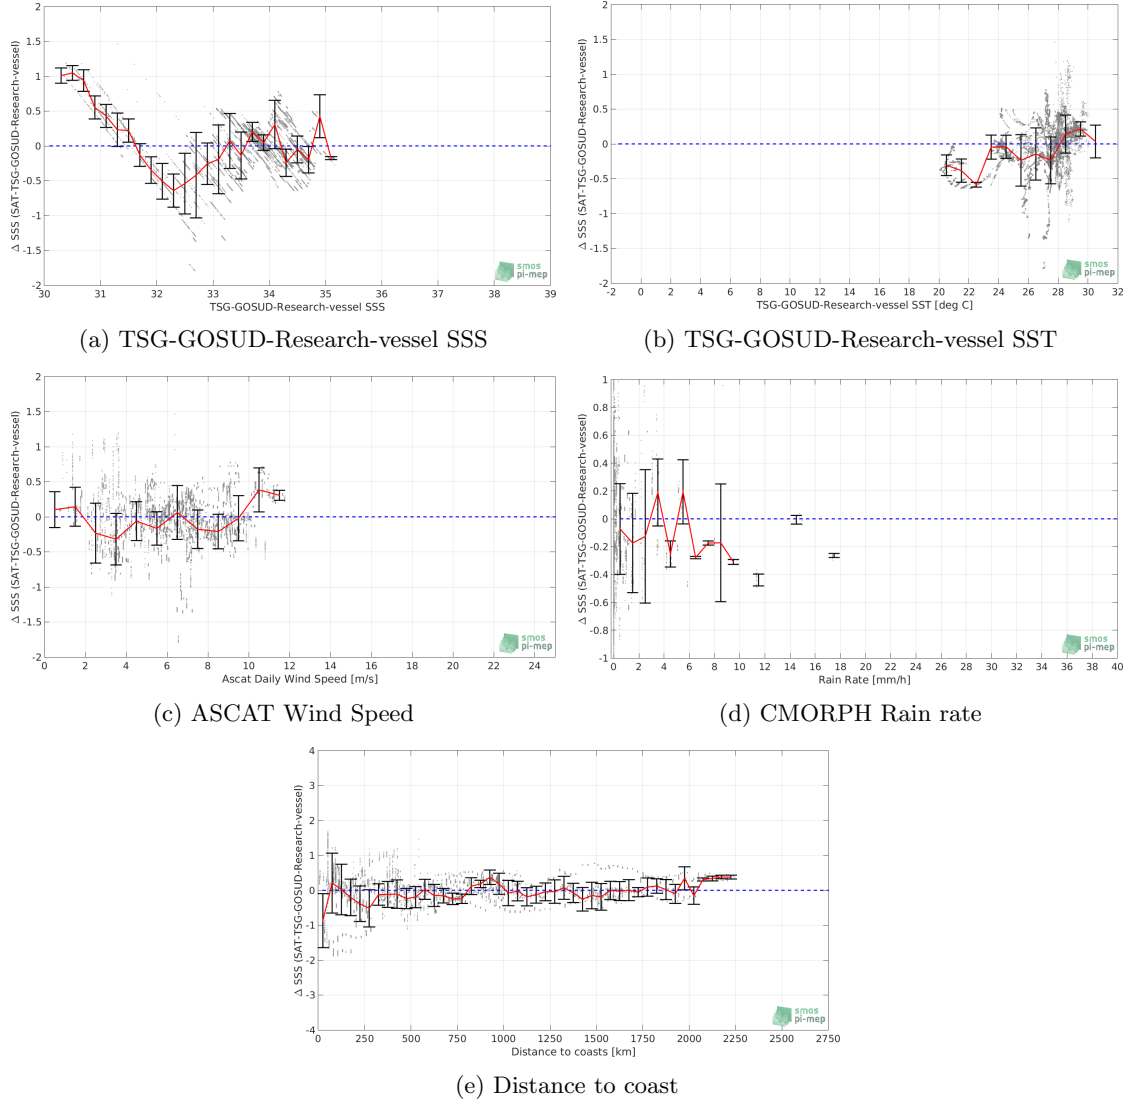 Δ SSS (SAT-TSG-GOSUD-Research-vessel)
2
1.5
1
0.5
0
-0.5
-1
-1.5
-2
30 31 32 33 34 35 36 37 38 39
TSG-GOSUD-Research-vessel SSS
smos
pi-mep
(a) TSG-GOSUD-Research-vessel SSS
Δ SSS (SAT-TSG-GOSUD-Research-vessel)
2
1.5
1
0.5
0
-0.5
-1
-1.5
-2
-2 0 2 4 6 8 10 12 14 16 18 20 22 24 26 28 30 32
TSG-GOSUD-Research-vessel SST [deg C]
smos
pi-mep
(b) TSG-GOSUD-Research-vessel SST
Δ SSS (SAT-TSG-GOSUD-Research-vessel)
2
1.5
1
0.5
0
-0.5
-1
-1.5
-2
0 2 4 6 8 10 12 14 16 18 20 22 24
Ascat Daily Wind Speed [m/s]
smos
pi-mep
(c) ASCAT Wind Speed
Δ SSS (SAT-TSG-GOSUD-Research-vessel)
1
0.8
0.6
0.4
0.2
0
-0.2
-0.4
-0.6
-0.8
-1
0 2 4 6 8 10 12 14 16 18 20 22 24 26 28 30 32 34 36 38 40
Rain Rate [mm/h]
smos
pi-mep
(d) CMORPH Rain rate
Δ SSS (SAT-TSG-GOSUD-Research-vessel)
4
3
2
1
0
-1
-2
-3
-4
0 250 500 750 1000 1250 1500 1750 2000 2250 2500 2750
Distance to coasts [km]
smos
pi-mep
(e) Distance to coast